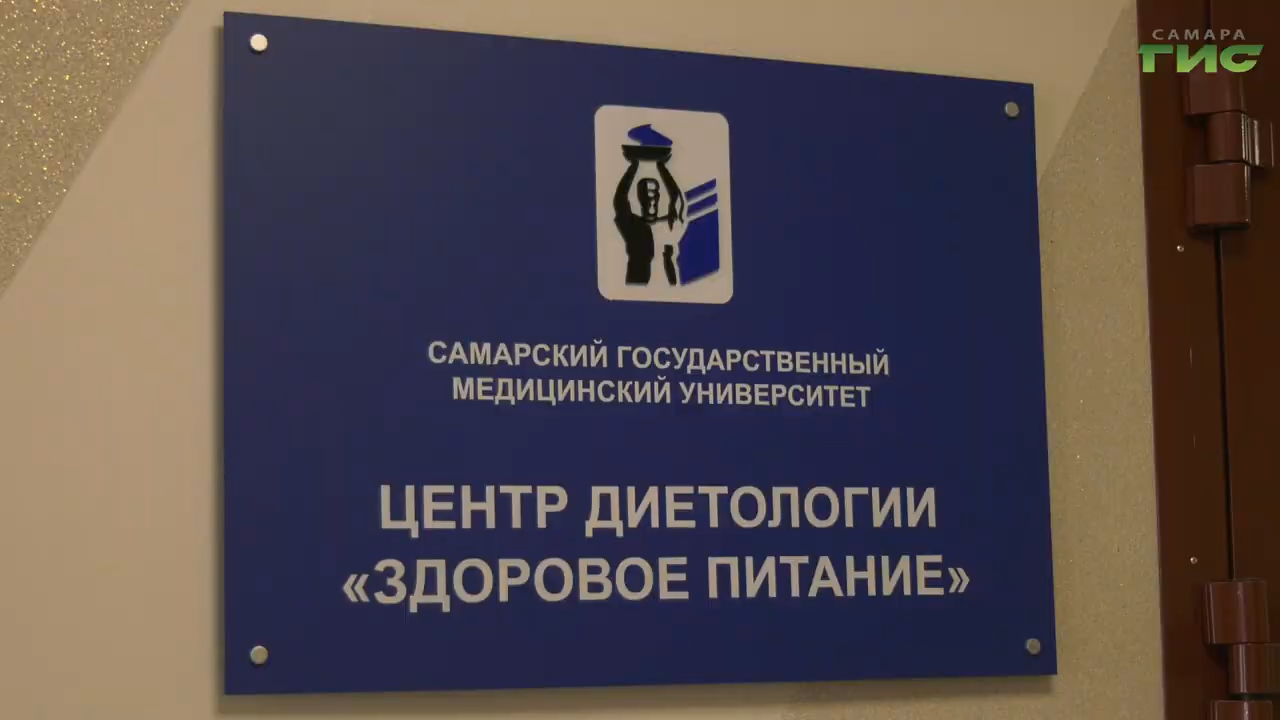 САМАРА
ГИС
САМАРСКИЙ ГОСУДАРСТВЕННЫЙ
МЕДИЦИНСКИЙ УНИВЕРСИТЕТ
ЦЕНТР ДИЕТОЛОГИИ
«ЗДОРОВОЕ ПИТАНИЕ»